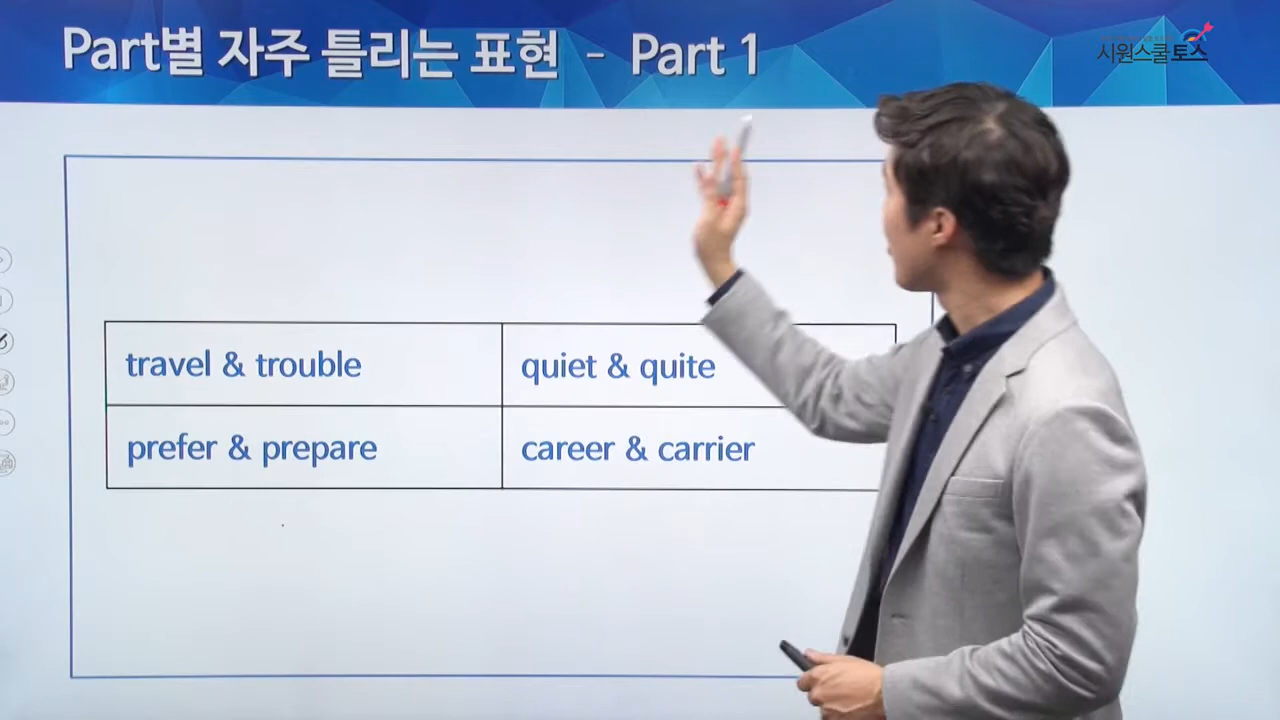 Part별 자주 틀리는 표현 - Part 1
시원스쿨토스
travel & trouble
quiet & quite
prefer & prepare
career & carrier